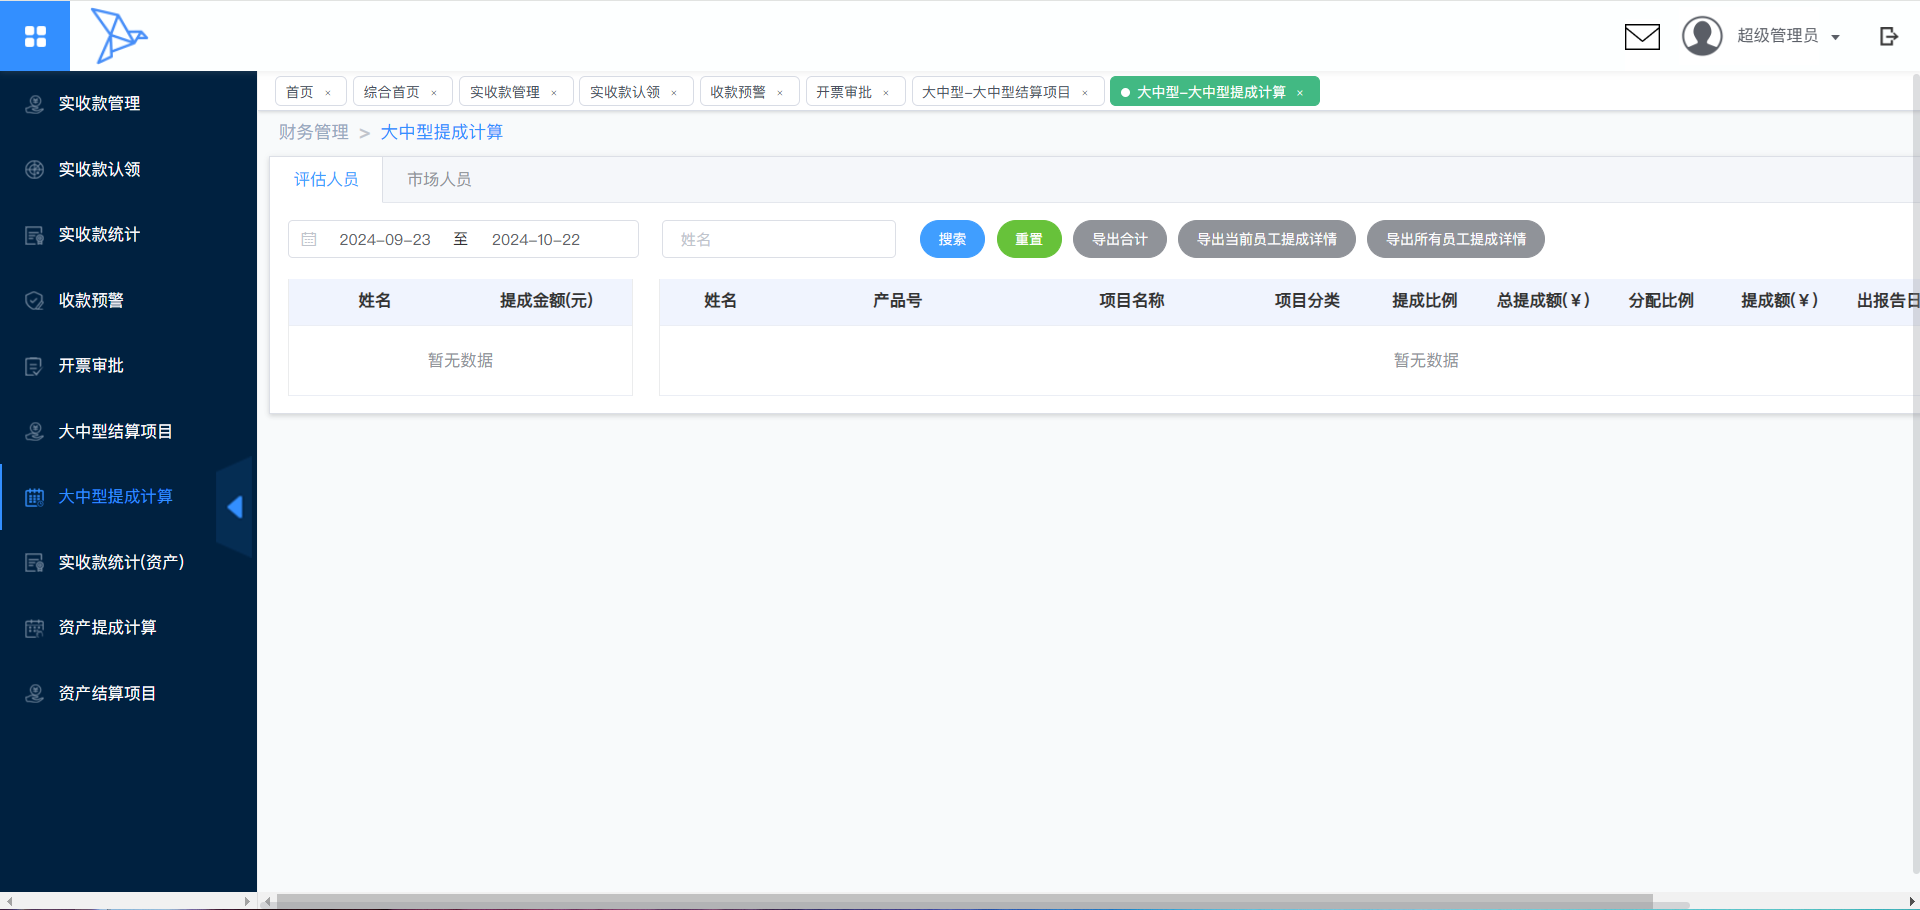 超级管理员
首页 × 综合首页 × 实收款管理 × 实收款认领 × 收款预警 × 开票审批 × 大中型-大中型结算项目 × 大中型-大中型提成计算 ×
财务管理 > 大中型提成计算
实收款管理
实收款认领
实收款统计
收款预警
开票审批
大中型结算项目
大中型提成计算
实收款统计(资产)
资产提成计算
资产结算项目
评估人员 市场人员
2024-09-23 至 2024-10-22 姓名 搜索 重置 导出合计 导出当前员工提成详情 导出所有员工提成详情
姓名 提成金额(元)
暂无数据
姓名 产品号 项目名称 项目分类 提成比例 总提成额(¥) 分配比例 提成额(¥) 出报告日
暂无数据